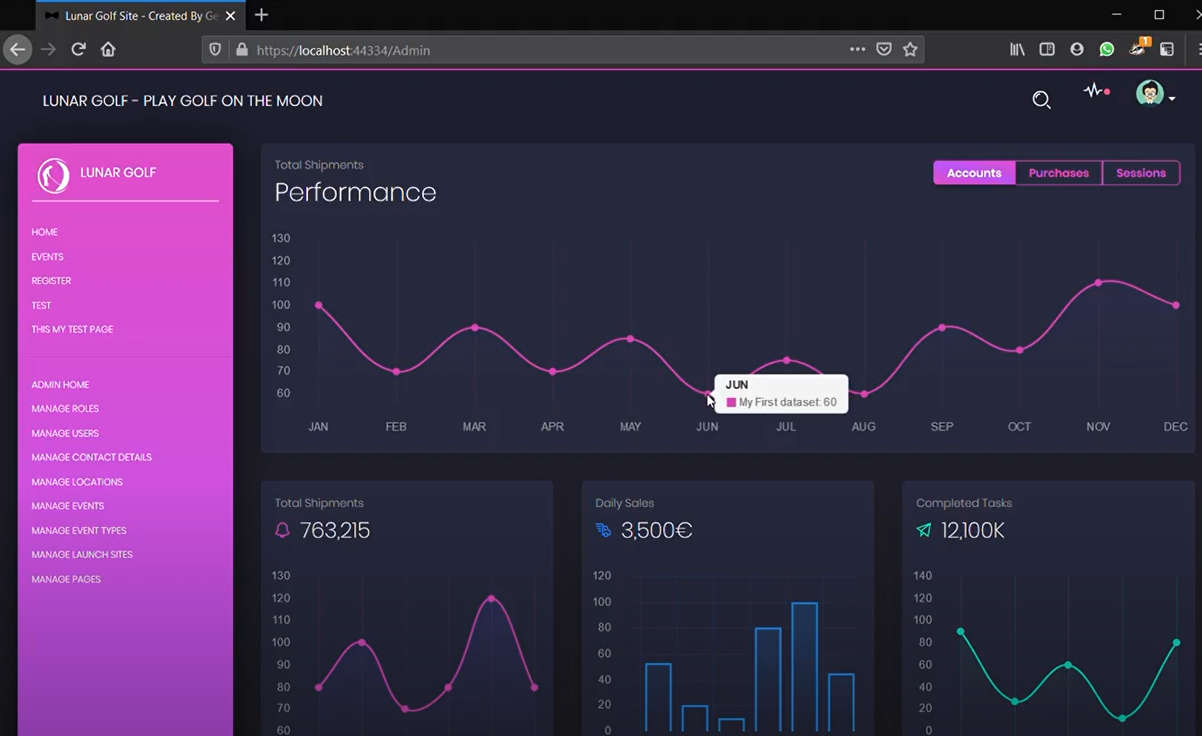 Lunar Golf Site - Created By Ge
https://localhost:44334/Admin
1
LUNAR GOLF - PLAY GOLF ON THE MOON
LUNAR GOLF
HOME
EVENTS
REGISTER
TEST
THIS MY TEST PAGE
ADMIN HOME
MANAGE ROLES
MANAGE USERS
MANAGE CONTACT DETAILS
MANAGE LOCATIONS
MANAGE EVENTS
MANAGE EVENT TYPES
MANAGE LAUNCH SITES
MANAGE PAGES
Total Shipments
Performance
Accounts Purchases Sessions
130
120
110
100
90
80
70
60
JUN
My First dataset: 60
JAN FEB MAR APR MAY JUN JUL AUG SEP OCT NOV DEC
Total Shipments
763,215
130
120
110
100
90
80
70
60
Daily Sales
3,500€
120
100
80
60
40
20
0
Completed Tasks
12,100K
140
120
100
80
60
40
20
0